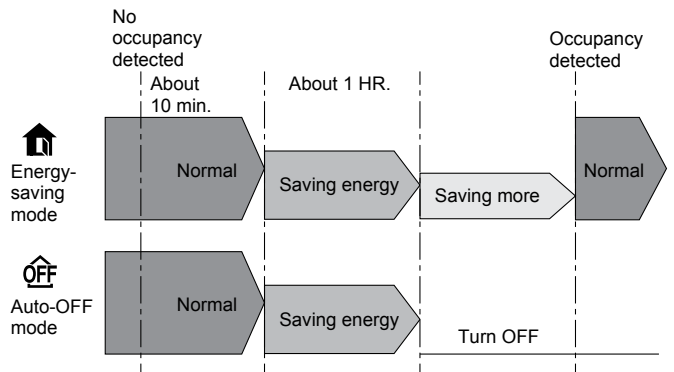 No
occupancy
detected
Occupancy
detected
About
10 min.
About 1 HR.
Energy-
saving
mode
Normal
Saving energy
Saving more
Normal
OFF
Auto-OFF
mode
Normal
Saving energy
Turn OFF